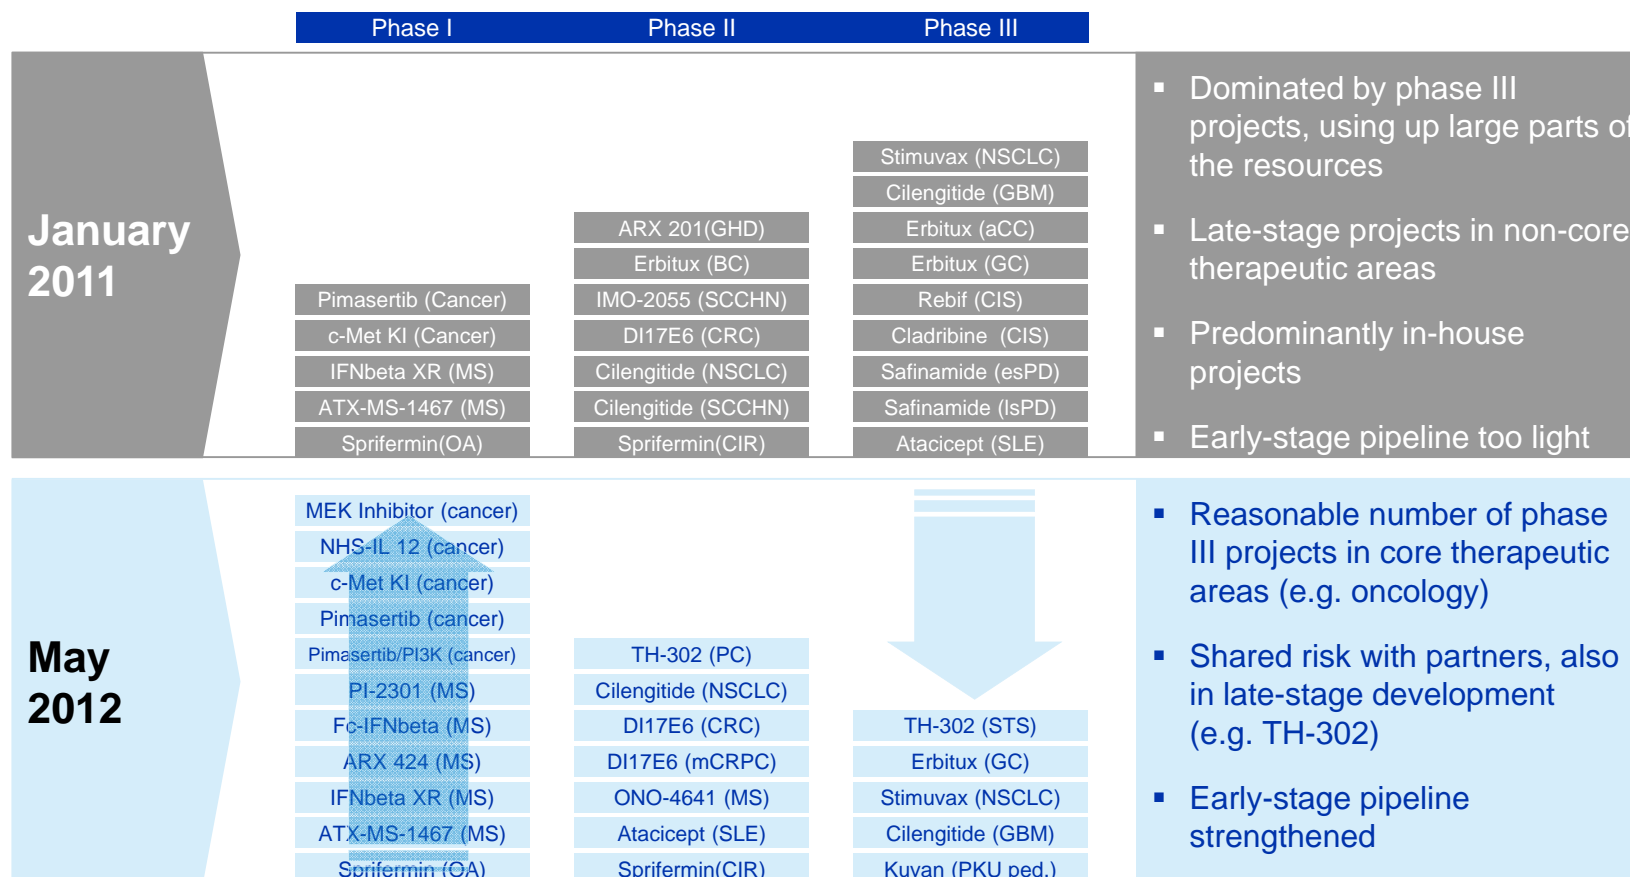 Phase I
Phase II
Phase III
January
2011
Pimasertib (Cancer)
c-Met KI (Cancer)
IFNbeta XR (MS)
ATX-MS-1467 (MS)
Sprifermin(OA)
ARX 201(GHD)
Erbitux (BC)
IMO-2055 (SCCHN)
DI17E6 (CRC)
Cilengitide (NSCLC)
Cilengitide (SCCHN)
Sprifermin(CIR)
Stimuvax (NSCLC)
Cilengitide (GBM)
Erbitux (aCC)
Erbitux (GC)
Rebif (CIS)
Cladribine (CIS)
Safinamide (esPD)
Safinamide (lsPD)
Atacicept (SLE)
▪ Dominated by phase III
projects, using up large parts of
the resources
▪ Late-stage projects in non-core
therapeutic areas
▪ Predominantly in-house
projects
▪ Early-stage pipeline too light
May
2012
MEK Inhibitor (cancer)
NHS-IL 12 (cancer)
c-Met KI (cancer)
Pimasertib (cancer)
Pimasertib/PI3K (cancer)
PI-2301 (MS)
Fc-IFNbeta (MS)
ARX 424 (MS)
IFNbeta XR (MS)
ATX-MS-1467 (MS)
Sprifermin (OA)
TH-302 (PC)
Cilengitide (NSCLC)
DI17E6 (CRC)
DI17E6 (mCRPC)
ONO-4641 (MS)
Atacicept (SLE)
Sprifermin(CIR)
TH-302 (STS)
Erbitux (GC)
Stimuvax (NSCLC)
Cilengitide (GBM)
Kuvan (PKU ped.)
▪ Reasonable number of phase
III projects in core therapeutic
areas (e.g. oncology)
▪ Shared risk with partners, also
in late-stage development
(e.g. TH-302)
▪ Early-stage pipeline
strengthened